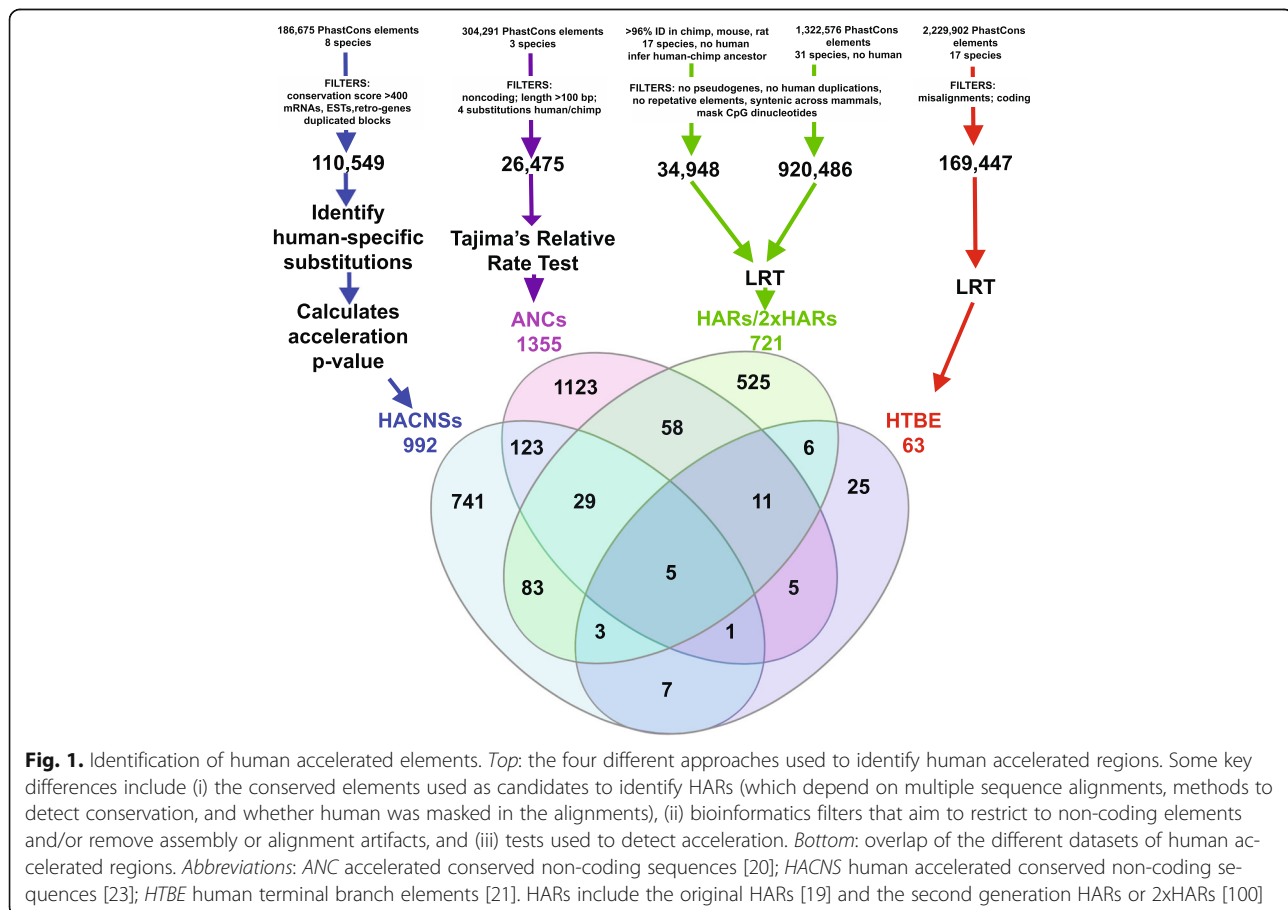 186,675 PhastCons elements
8 species
FILTERS:
conservation score >400
mRNAs, ESTs,retro-genes
duplicated blocks
110,549
Identify
human-specific
substitutions
Calculates
acceleration
p-value
HACNSs
992
304,291 PhastCons elements
3 species
FILTERS:
noncoding; length >100 bp;
4 substitutions human/chimp
26,475
Tajima's Relative
Rate Test
ANCs
1355
>96% ID in chimp, mouse, rat
17 species, no human
infer human-chimp ancestor
1,322,576 PhastCons
elements
31 species, no human
FILTERS: no pseudogenes, no human duplications,
no repetative elements, syntenic across mammals,
mask CpG dinucleotides
34,948
920,486
LRT
HARs/2xHARs
721
2,229,902 PhastCons
elements
17 species
FILTERS:
misalignments; coding
169,447
LRT
HTBE
63
1123
525
58
123
6
741
29
11
25
83
5
5
3
1
7
Fig. 1. Identification of human accelerated elements. Top: the four different approaches used to identify human accelerated regions. Some key
differences include (i) the conserved elements used as candidates to identify HARs (which depend on multiple sequence alignments, methods to
detect conservation, and whether human was masked in the alignments), (ii) bioinformatics filters that aim to restrict to non-coding elements
and/or remove assembly or alignment artifacts, and (iii) tests used to detect acceleration. Bottom: overlap of the different datasets of human ac-
celerated regions. Abbreviations: ANC accelerated conserved non-coding sequences [20]; HACNS human accelerated conserved non-coding se-
quences [23]; HTBE human terminal branch elements [21]. HARs include the original HARs [19] and the second generation HARs or 2xHARs [100]